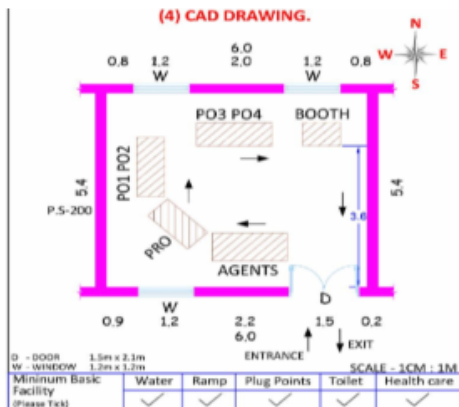 (4) CAD DRAWING.
N
W E
S
6,0
0,8 1,2 2,0 1,2 0,8
W W
PO3 PO4 BOOTH
PO1 PO2
5.4 5.4
P.S-200
3.6
PRO
AGENTS
D
W
0,9 1,2 2,2 1.5 0,2
6,0
ENTRANCE EXIT
D - DOOR 1.5m x 2.1m
W - WINDOW 1.2m x 1.2m
SCALE - 1CM : 1M
Mininum Basic Facility (Please Tick) Water Ramp Plug Points Toilet Health care